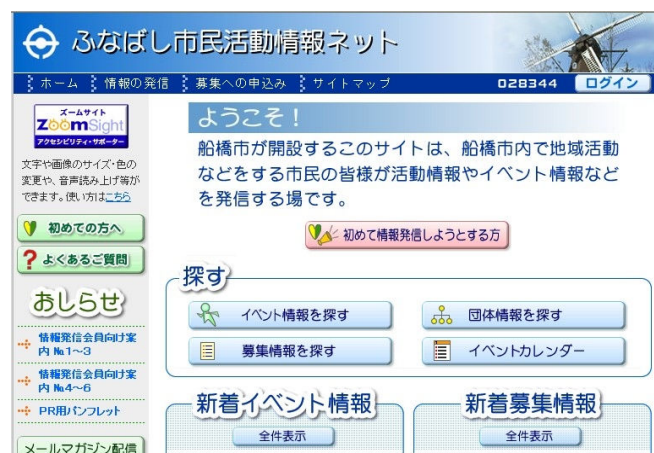 ふなばし市民活動情報ネット
ホーム 情報の発信 募集への申込み サイトマップ 028344 ログイン
ズームサイト
ZoomSight
アクセシビリティ・サポーター
文字や画像のサイズ・色の
変更や、音声読み上げ等が
できます。使い方はこちら
初めての方へ
よくあるご質問
おしらせ
情報発信会員向け案
内 №1～3
情報発信会員向け案
内 №4～6
PR用パンフレット
メールマガジン配信
ようこそ！
船橋市が開設するこのサイトは、船橋市内で地域活動
などをする市民の皆様が活動情報やイベント情報など
を発信する場です。
初めて情報発信しようとする方
探す
イベント情報を探す 団体情報を探す
募集情報を探す イベントカレンダー
新着イベント情報 新着募集情報
全件表示 全件表示